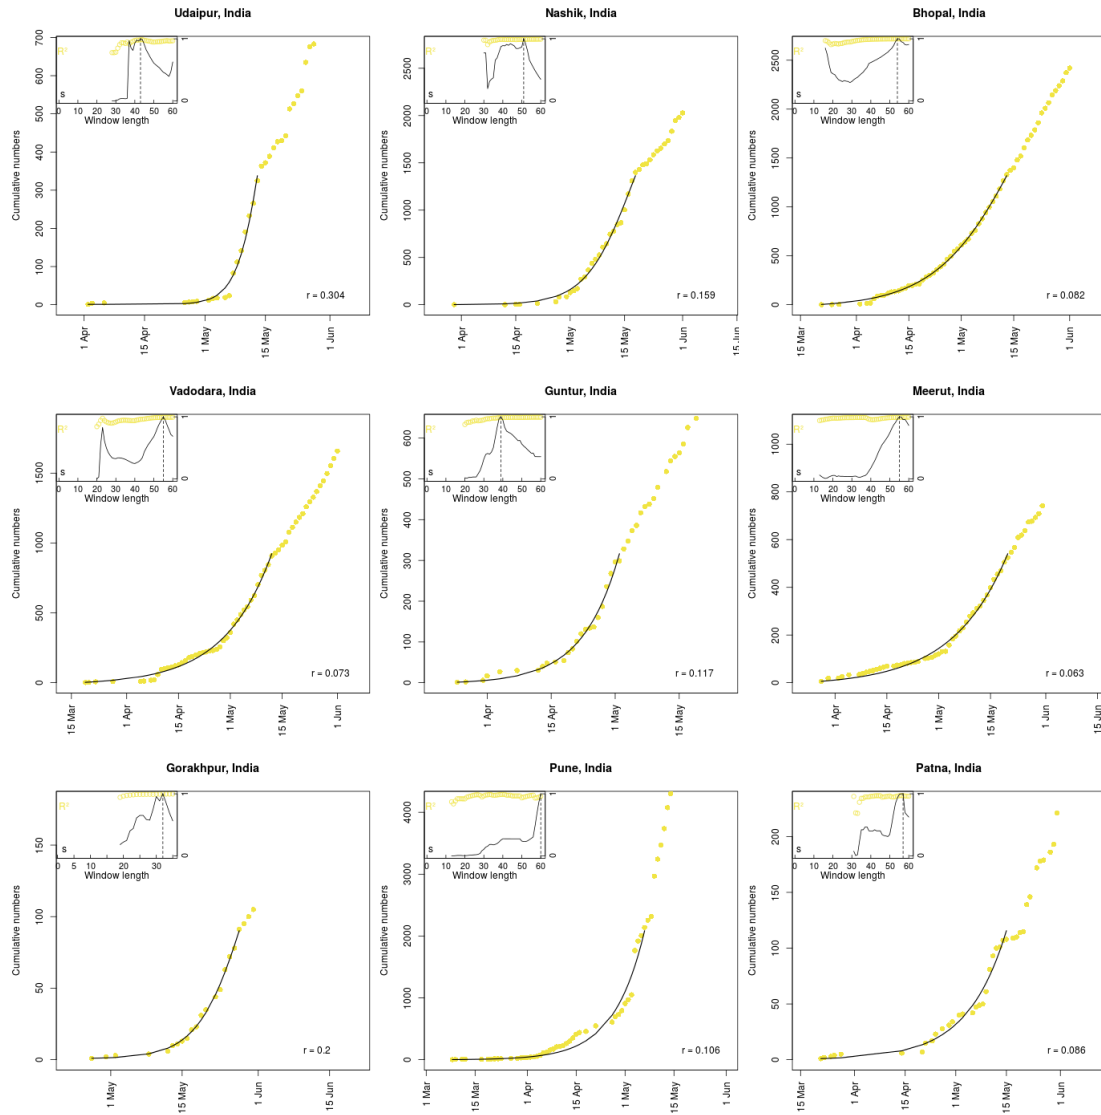 Udaipur, India
Nashik, India
Bhopal, India
Cumulative numbers
0 100 200 300 400 500 600 700
1 Apr 15 Apr 1 May 15 May 1 Jun
R²
s
0 1
0 10 20 30 40 50 60
Window length
r = 0.304
Cumulative numbers
0 500 1000 1500 2000 2500
1 Apr 15 Apr 1 May 15 May 1 Jun 15 Jun
R²
s
0 1
0 10 20 30 40 50 60
Window length
r = 0.159
Cumulative numbers
0 500 1000 1500 2000 2500
15 Mar 1 Apr 15 Apr 1 May 15 May 1 Jun
R²
s
0 1
0 10 20 30 40 50 60
Window length
r = 0.082
Vadodara, India
Guntur, India
Meerut, India
Cumulative numbers
0 500 1000 1500
15 Mar 1 Apr 15 Apr 1 May 15 May 1 Jun
R²
s
0 1
0 10 20 30 40 50 60
Window length
r = 0.073
Cumulative numbers
0 100 200 300 400 500 600
1 Apr 15 Apr 1 May 15 May
R²
s
0 1
0 10 20 30 40 50 60
Window length
r = 0.117
Cumulative numbers
0 200 400 600 800 1000
1 Apr 15 Apr 1 May 15 May 1 Jun 15 Jun
R²
s
0 1
0 10 20 30 40 50 60
Window length
r = 0.063
Gorakhpur, India
Pune, India
Patna, India
Cumulative numbers
0 50 100 150
1 May 15 May 1 Jun 15 Jun
R²
s
0 1
0 5 10 20 30
Window length
r = 0.2
Cumulative numbers
0 1000 2000 3000 4000
1 Mar 15 Mar 1 Apr 15 Apr 1 May 15 May 1 Jun
R²
s
0 1
0 10 20 30 40 50 60
Window length
r = 0.106
Cumulative numbers
0 50 100 150 200
15 Mar 1 Apr 15 Apr 1 May 15 May 1 Jun
R²
s
0 1
0 10 20 30 40 50 60
Window length
r = 0.086